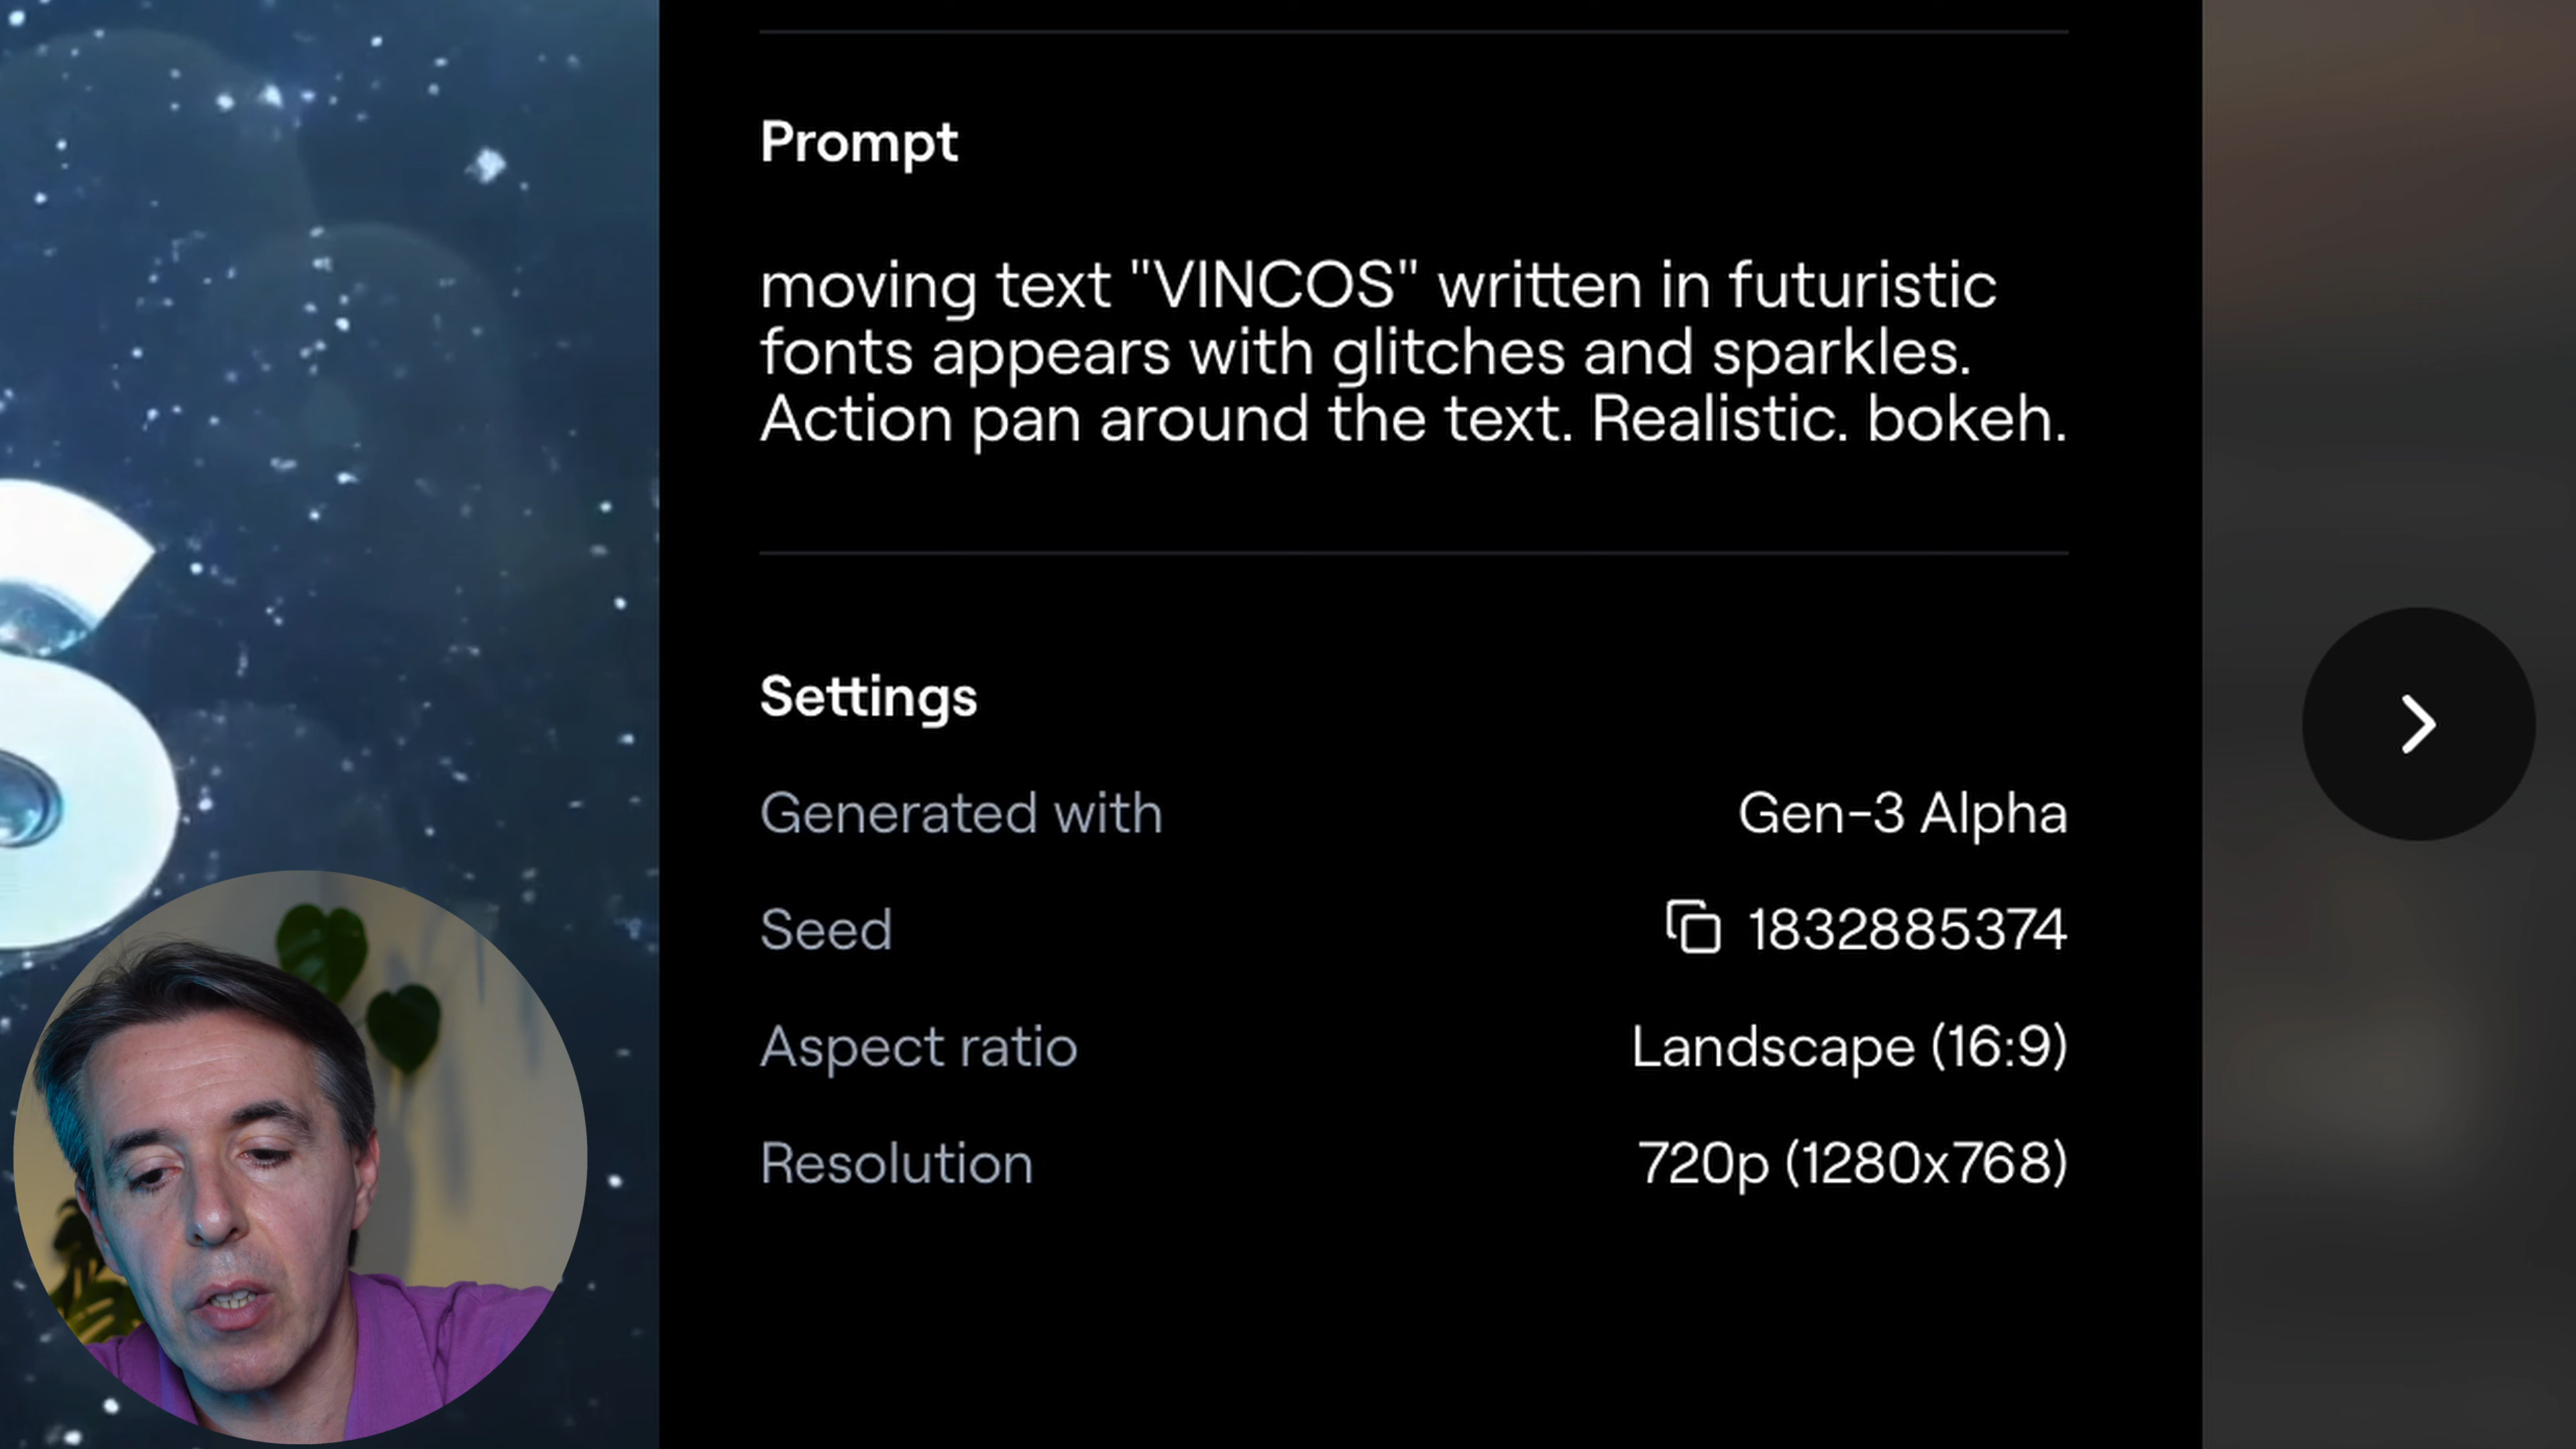 S
Prompt
moving text "VINCOS" written in futuristic
fonts appears with glitches and sparkles.
Action pan around the text. Realistic. bokeh.
Settings
Generated with Gen-3 Alpha
Seed 1832885374
Aspect ratio Landscape (16:9)
Resolution 720p (1280x768)